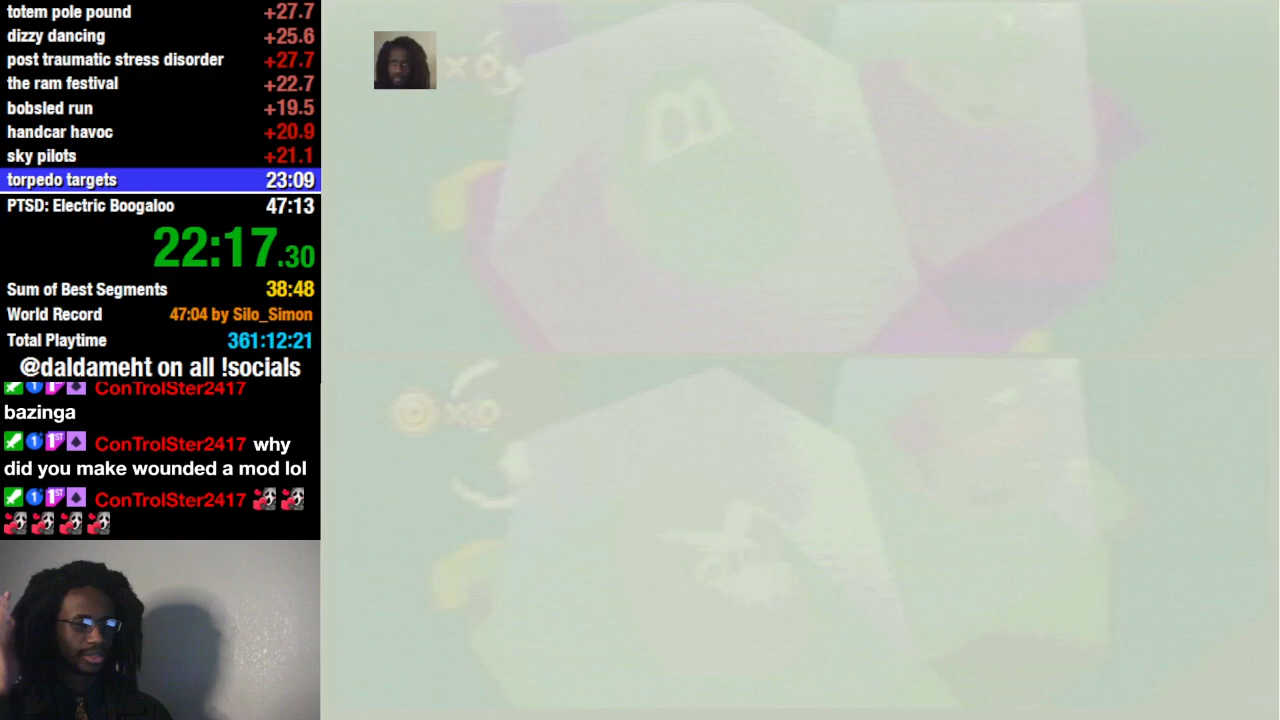 totem pole pound +27.7
dizzy dancing +25.6
post traumatic stress disorder +27.7
the ram festival +22.7
bobsled run +19.5
handcar havoc +20.9
sky pilots +21.1
torpedo targets 23:09
PTSD: Electric Boogaloo 47:13
22:17.30
Sum of Best Segments 38:48
World Record 47:04 by Silo_Simon
Total Playtime 361:12:21
@daldameht on all !socials
ConTrolSter2417
bazinga
1ST ConTrolSter2417 why
did you make wounded a mod lol
1ST ConTrolSter2417
x0
x0